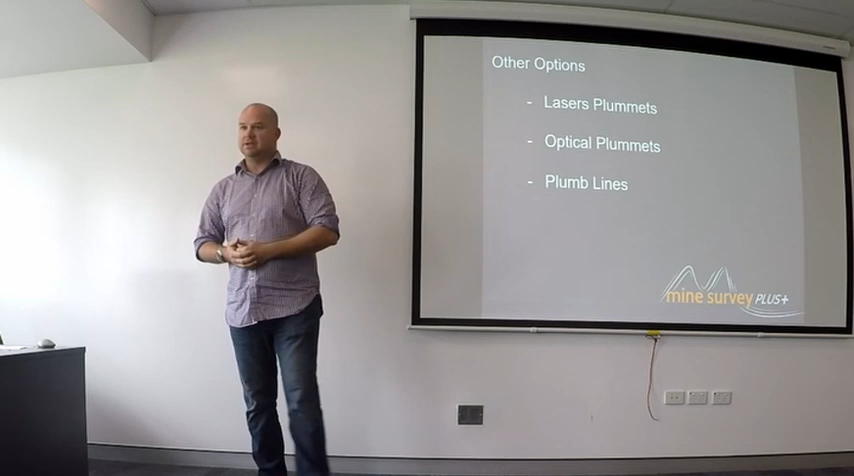 Other Options
- Lasers Plummets
- Optical Plummets
- Plumb Lines
mine survey PLUS+